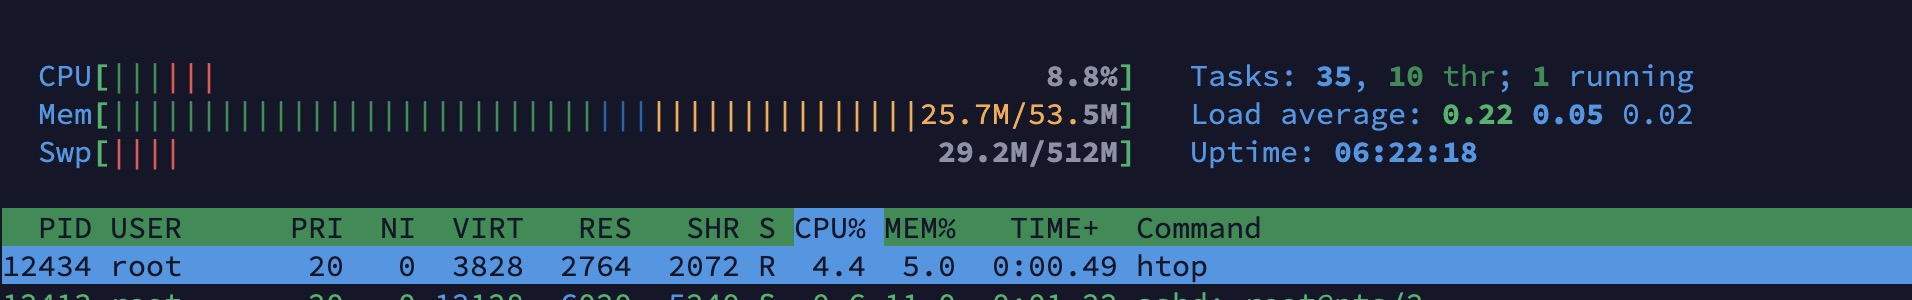 CPU[|||||| 8.8%] Tasks: 35, 10 thr; 1 running
Mem[||||||||||||||||||||||||||||||||||||||||||||||25.7M/53.5M] Load average: 0.22 0.05 0.02
Swp[|||| 29.2M/512M] Uptime: 06:22:18
PID USER PRI NI VIRT RES SHR S CPU% MEM% TIME+ Command
12434 root 20 0 3828 2764 2072 R 4.4 5.0 0:00.49 htop